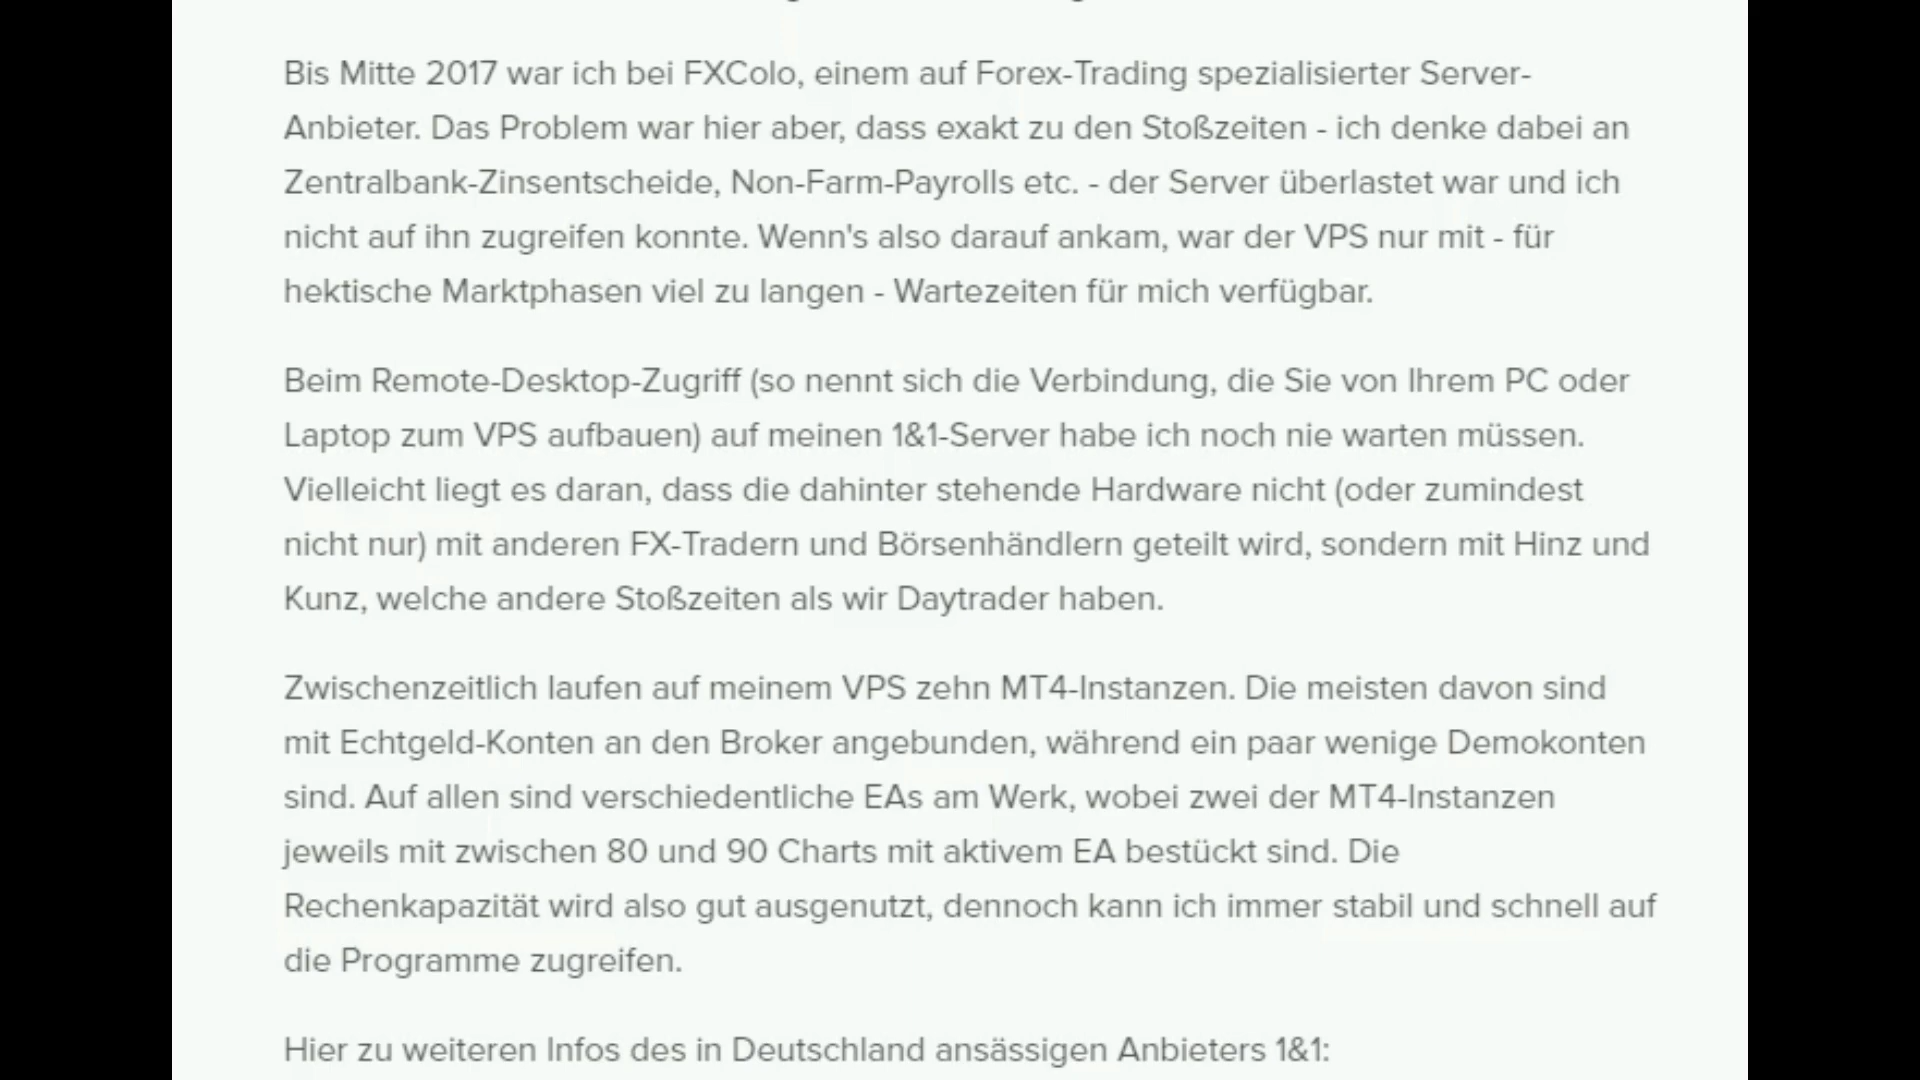 Bis Mitte 2017 war ich bei FXColo, einem auf Forex-Trading spezialisierter Server-
Anbieter. Das Problem war hier aber, dass exakt zu den Stoßzeiten - ich denke dabei an
Zentralbank-Zinsentscheide, Non-Farm-Payrolls etc. - der Server überlastet war und ich
nicht auf ihn zugreifen konnte. Wenn's also darauf ankam, war der VPS nur mit - für
hektische Marktphasen viel zu langen - Wartezeiten für mich verfügbar.
Beim Remote-Desktop-Zugriff (so nennt sich die Verbindung, die Sie von Ihrem PC oder
Laptop zum VPS aufbauen) auf meinen 1&1-Server habe ich noch nie warten müssen.
Vielleicht liegt es daran, dass die dahinter stehende Hardware nicht (oder zumindest
nicht nur) mit anderen FX-Tradern und Börsenhändlern geteilt wird, sondern mit Hinz und
Kunz, welche andere Stoßzeiten als wir Daytrader haben.
Zwischenzeitlich laufen auf meinem VPS zehn MT4-Instanzen. Die meisten davon sind
mit Echtgeld-Konten an den Broker angebunden, während ein paar wenige Demokonten
sind. Auf allen sind verschiedentliche EAs am Werk, wobei zwei der MT4-Instanzen
jeweils mit zwischen 80 und 90 Charts mit aktivem EA bestückt sind. Die
Rechenkapazität wird also gut ausgenutzt, dennoch kann ich immer stabil und schnell auf
die Programme zugreifen.
Hier zu weiteren Infos des in Deutschland ansässigen Anbieters 1&1: